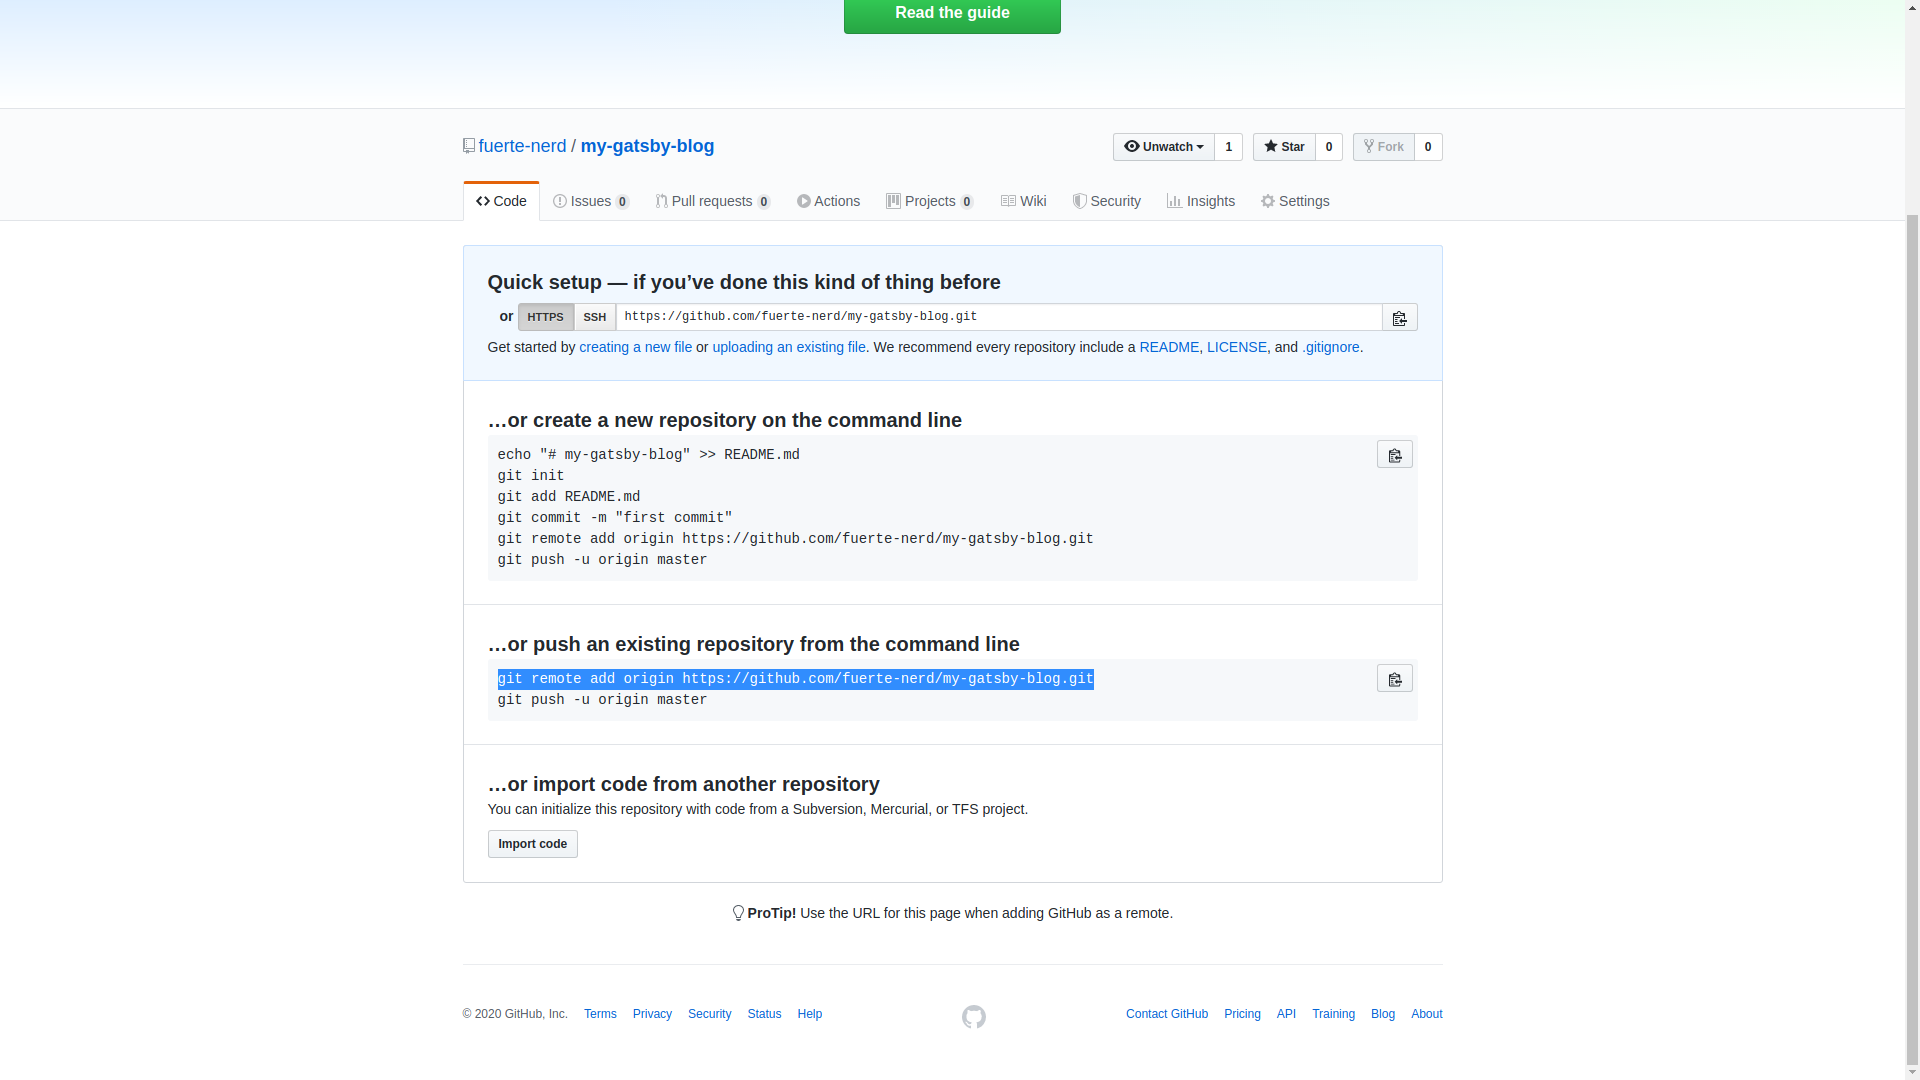 Read the guide
fuerte-nerd / my-gatsby-blog
Unwatch 1 Star 0 Fork 0
Code Issues 0 Pull requests 0 Actions Projects 0 Wiki Security Insights Settings
Quick setup — if you’ve done this kind of thing before
or HTTPS SSH https://github.com/fuerte-nerd/my-gatsby-blog.git
Get started by creating a new file or uploading an existing file. We recommend every repository include a README, LICENSE, and .gitignore.
…or create a new repository on the command line
echo "# my-gatsby-blog" >> README.md
git init
git add README.md
git commit -m "first commit"
git remote add origin https://github.com/fuerte-nerd/my-gatsby-blog.git
git push -u origin master
…or push an existing repository from the command line
git remote add origin https://github.com/fuerte-nerd/my-gatsby-blog.git
git push -u origin master
…or import code from another repository
You can initialize this repository with code from a Subversion, Mercurial, or TFS project.
Import code
ProTip! Use the URL for this page when adding GitHub as a remote.
© 2020 GitHub, Inc. Terms Privacy Security Status Help Contact GitHub Pricing API Training Blog About